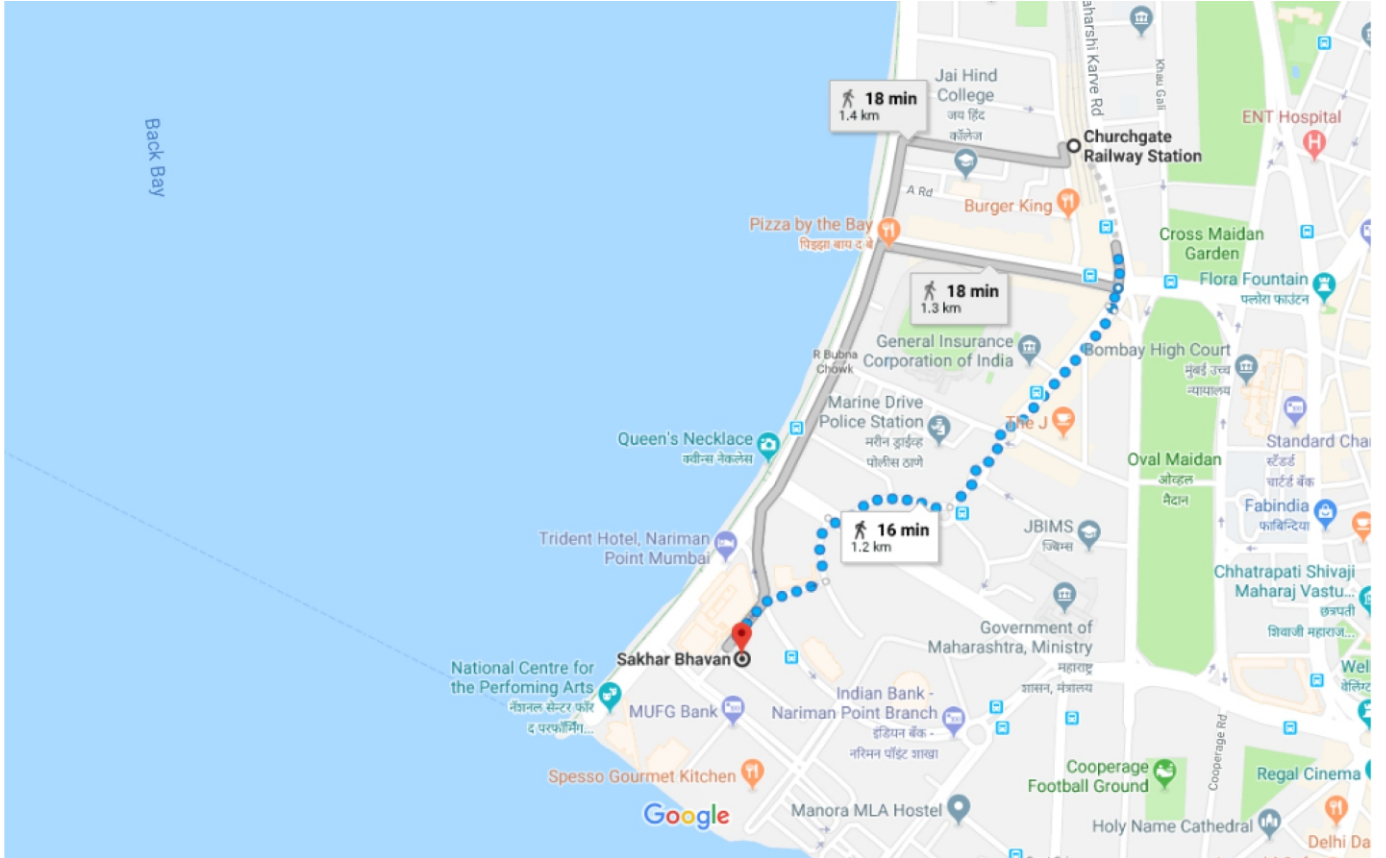 aharshi Karve Rd
Khau Gali
Jai Hind
College
जय हिंद
कॉलेज
18 min
1.4 km
ENT Hospital
Churchgate
Railway Station
Back Bay
A Rd
Burger King
Pizza by the Bay
पिझ्झा बाय द बे
Cross Maidan
Garden
Flora Fountain
फ्लोरा फाउंटन
18 min
1.3 km
General Insurance
Corporation of India
R Bubna
Chowk
Bombay High Court
मुंबई उच्च
न्यायालय
Marine Drive
Police Station
मरीन ड्राईव्ह
पोलीस ठाणे
The J
Queen's Necklace
क्वीन्स नेकलेस
Standard Char
स्टॅंडर्ड
चार्टर्ड बँक
Oval Maidan
ओव्हल
मैदान
Fabindia
फाबिन्दिया
16 min
1.2 km
JBIMS
ज्बिम्स
Trident Hotel, Nariman
Point Mumbai
Chhatrapati Shivaji
Maharaj Vastu...
छत्रपती
शिवाजी महाराज...
Government of
Maharashtra, Ministry
महाराष्ट्र
शासन, मंत्रालय
Sakhar Bhavan
National Centre for
the Perfoming Arts
नॅशनल सेन्टर फॉर
द परफॉर्मिंग...
MUFG Bank
Indian Bank -
Nariman Point Branch
इंडियन बँक -
नरिमन पॉइंट शाखा
Well
Cooperage Rd
Spesso Gourmet Kitchen
Cooperage
Football Ground
Regal Cinema
Google
Manora MLA Hostel
Holy Name Cathedral
Delhi Da